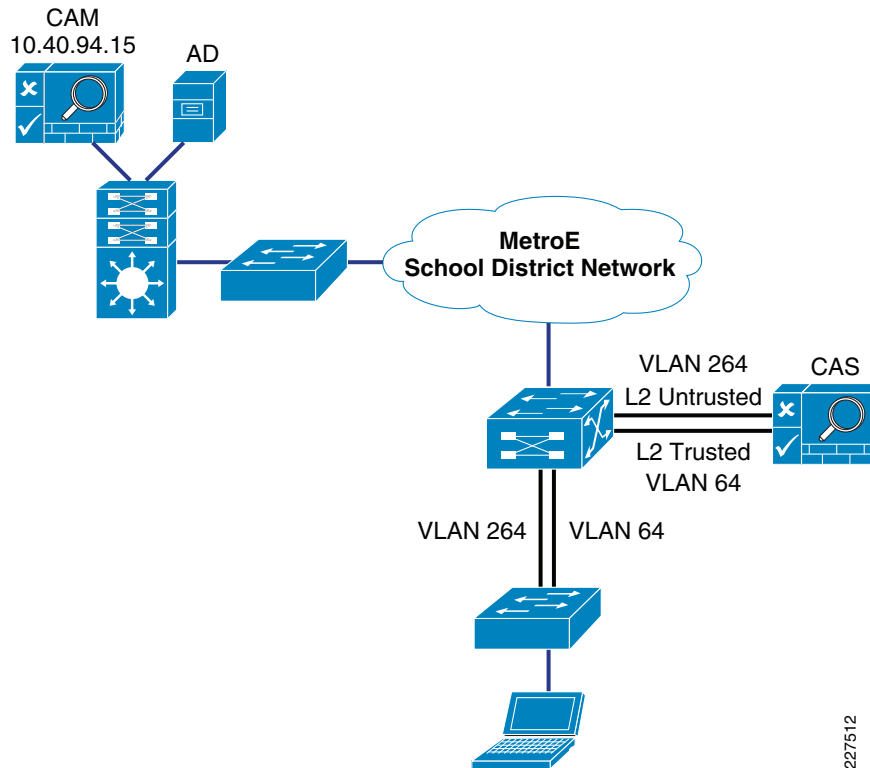 CAM
10.40.94.15
AD
MetroE
School District Network
VLAN 264
L2 Untrusted
CAS
L2 Trusted
VLAN 64
VLAN 264
VLAN 64
227512